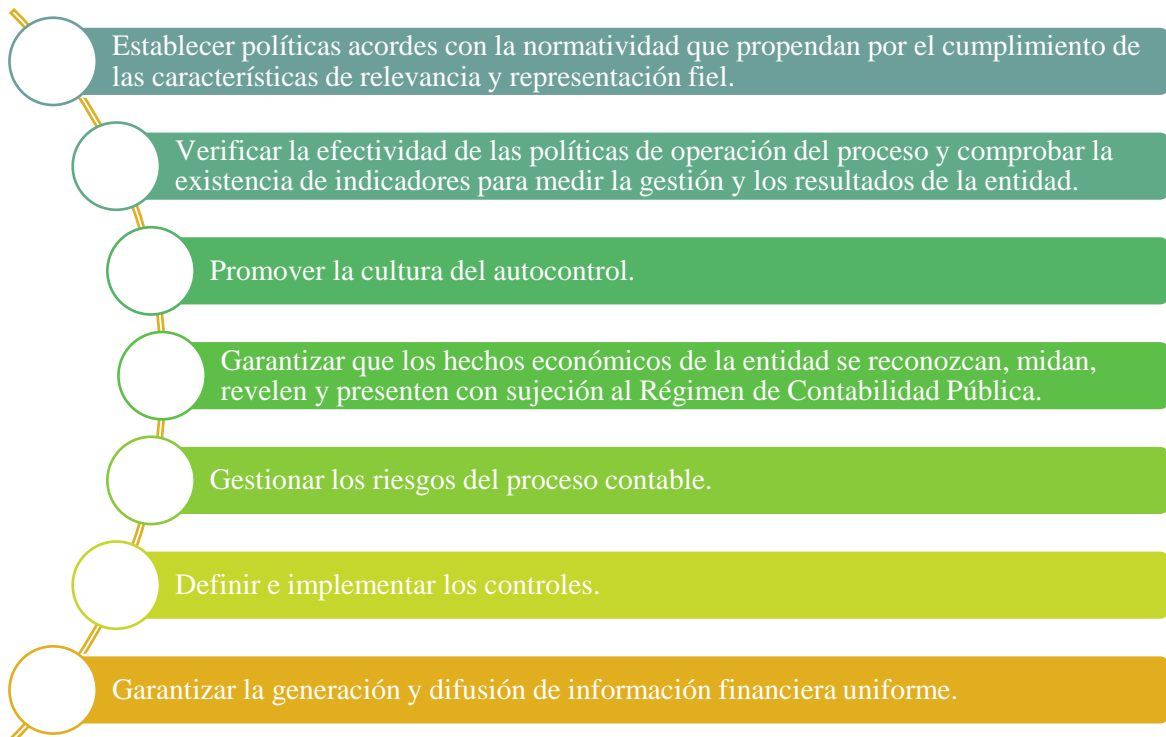 Establecer políticas acordes con la normatividad que propendan por el cumplimiento de
las características de relevancia y representación fiel.
Verificar la efectividad de las políticas de operación del proceso y comprobar la
existencia de indicadores para medir la gestión y los resultados de la entidad.
Promover la cultura del autocontrol.
Garantizar que los hechos económicos de la entidad se reconozcan, midan,
revelen y presenten con sujeción al Régimen de Contabilidad Pública.
Gestionar los riesgos del proceso contable.
Definir e implementar los controles.
Garantizar la generación y difusión de información financiera uniforme.